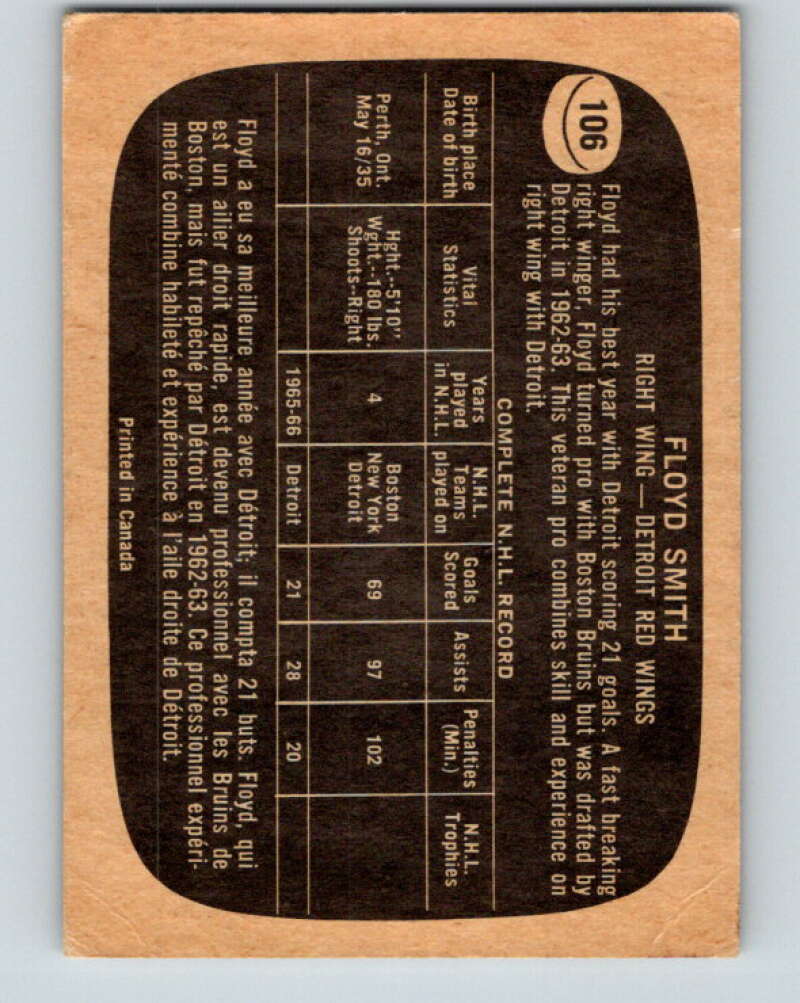 106
FLOYD SMITH
RIGHT WING — DETROIT RED WINGS
Floyd had his best year with Detroit scoring 21 goals. A fast breaking
right winger, Floyd turned pro with Boston Bruins but was drafted by
Detroit in 1962-63. This veteran pro combines skill and experience on
right wing with Detroit.
COMPLETE N.H.L. RECORD
Birth place
Date of birth
Vital
Statistics
Years
played
in N.H.L.
N.H.L.
Teams
played on
Goals
Scored
Assists
Penalties
(Min.)
N.H.L.
Trophies
Perth, Ont.
May 16/35
Hght.--5'10"
Wght.--180 lbs.
Shoots--Right
4
Boston
New York
Detroit
69
97
102
1965-66
Detroit
21
28
20
Floyd a eu sa meilleure année avec Détroit; il compta 21 buts. Floyd, qui
est un ailier droit rapide, est devenu professionnel avec les Bruins de
Boston, mais fut repêché par Détroit en 1962-63. Ce professionnel expéri-
menté combine habileté et expérience à l'aile droite de Détroit.
Printed in Canada